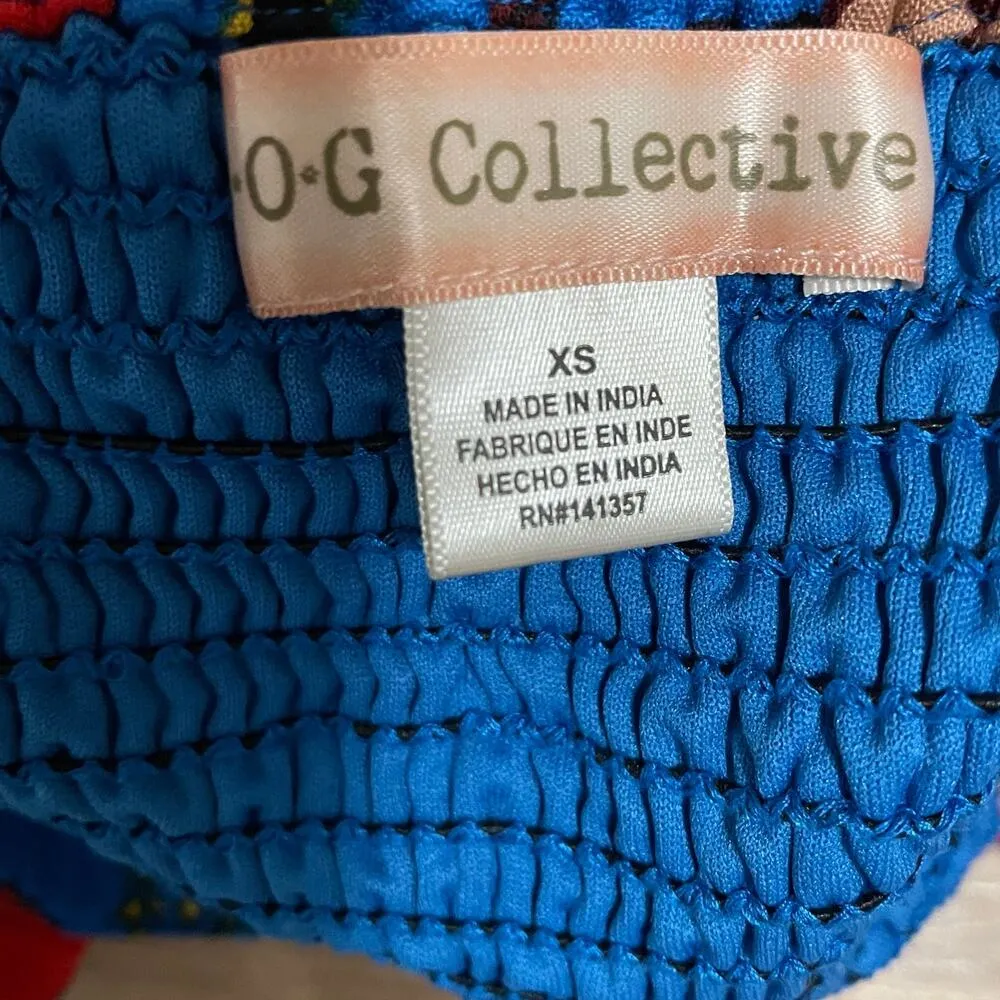 ·O·G Collective
XS
MADE IN INDIA
FABRIQUE EN INDE
HECHO EN INDIA
RN#141357